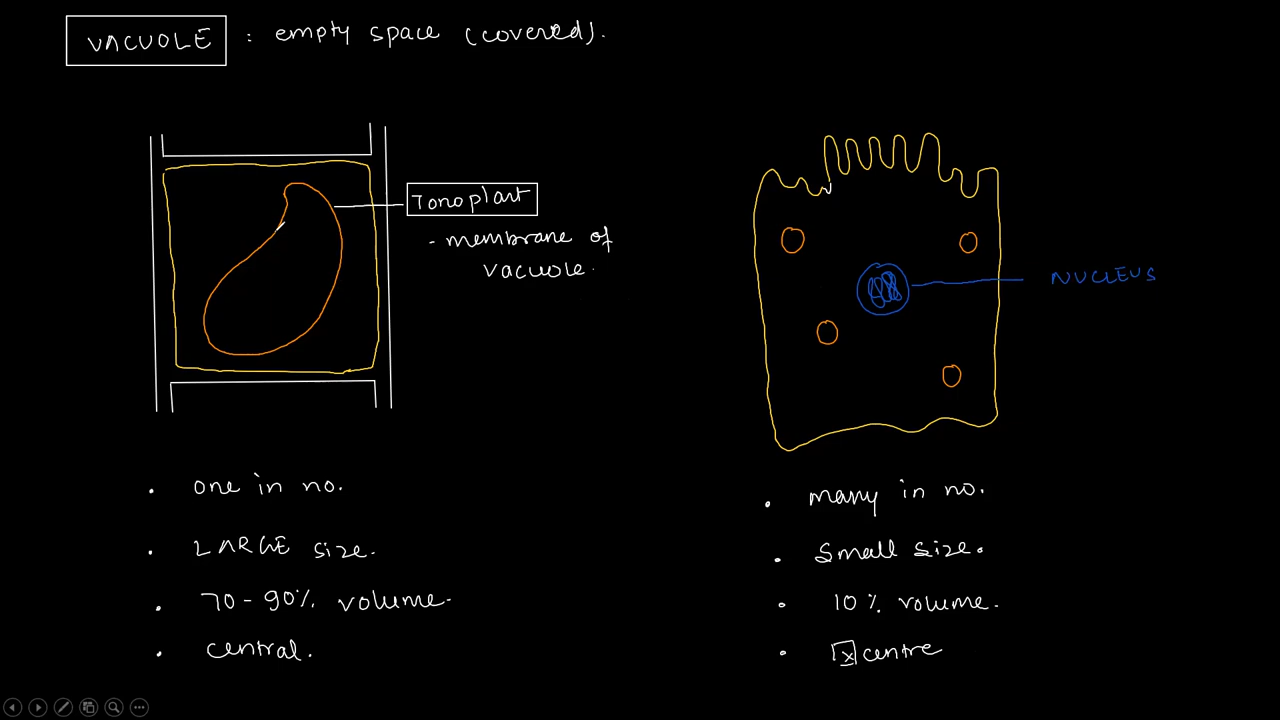 VACUOLE : empty space (covered).
Tonoplast
- membrane of
vacuole.
NUCLEUS
. one in no.
. LARGE size.
. 70-90% volume.
. central.
. many in no.
. small size.
. 10% volume.
. x centre